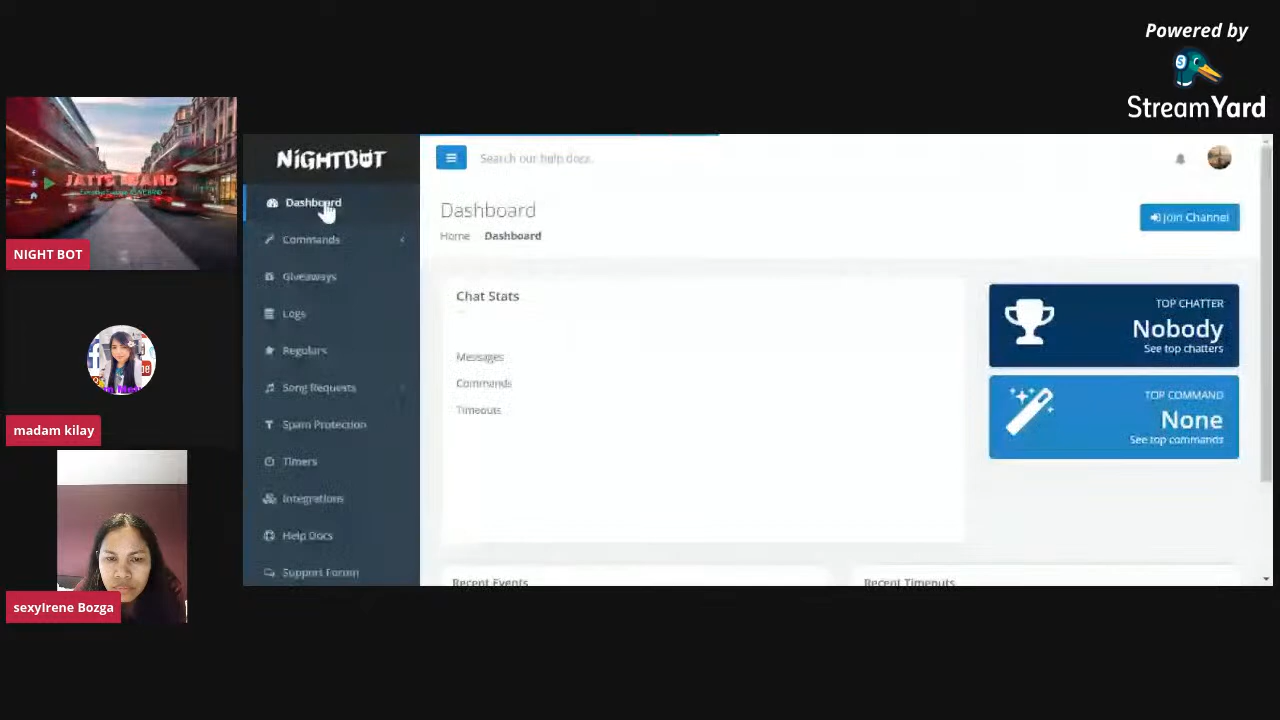 Powered by
StreamYard
JATTS BRAND
NIGHT BOT
madam kilay
sexyIrene Bozga
NIGHTBOT
Dashboard
Commands
Giveaways
Logs
Regulars
Song Requests
Spam Protection
Timers
Integrations
Help Docs
Support Forum
Search our help docs.
Dashboard
Home
Dashboard
Join Channel
Chat Stats
Messages
Commands
Timeouts
TOP CHATTER
Nobody
See top chatters
TOP COMMAND
None
See top commands
Recent Events
Recent Timeouts